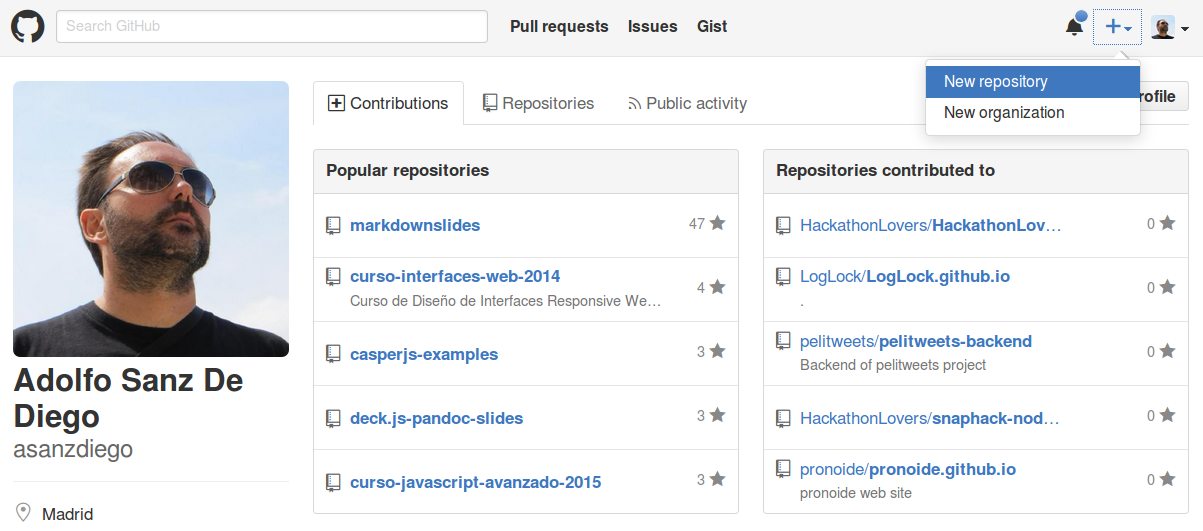 Search GitHub
Pull requests
Issues
Gist
New repository
New organization
rofile
Contributions
Repositories
Public activity
Adolfo Sanz De
Diego
asanzdiego
Madrid
Popular repositories
markdownslides
47
curso-interfaces-web-2014
4
Curso de Diseño de Interfaces Responsive We…
casperjs-examples
3
deck.js-pandoc-slides
3
curso-javascript-avanzado-2015
3
Repositories contributed to
HackathonLovers/HackathonLov…
0
LogLock/LogLock.github.io
0
.
pelitweets/pelitweets-backend
0
Backend of pelitweets project
HackathonLovers/snaphack-nod…
0
pronoide/pronoide.github.io
0
pronoide web site